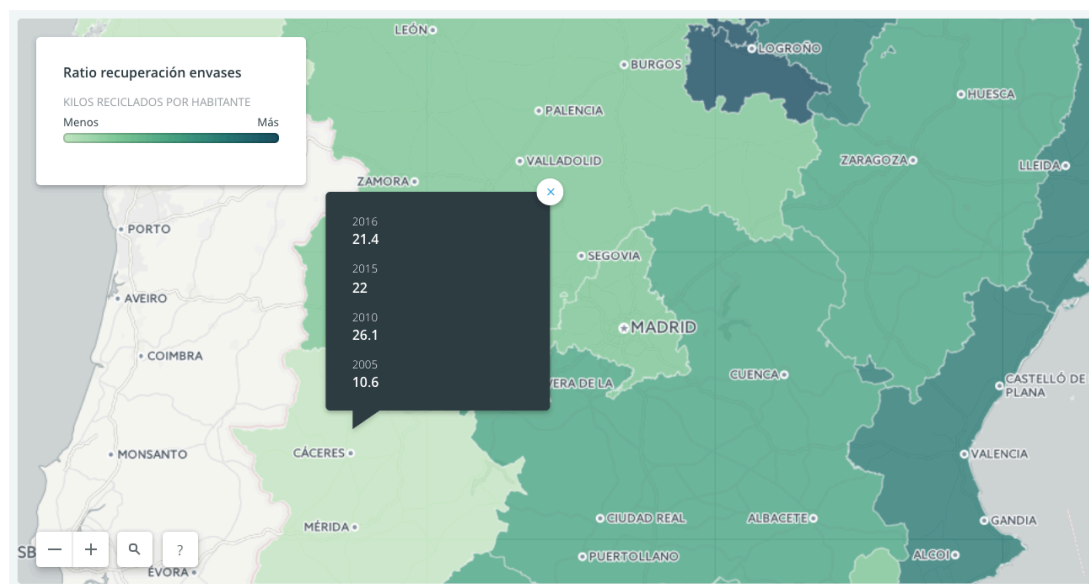 Ratio recuperación envases
KILOS RECICLADOS POR HABITANTE
Menos
Más
LEÓN
BURGOS
LOGROÑO
HUESCA
PALENCIA
VALLADOLID
ZARAGOZA
LLEIDA
ZAMORA
×
2016
21.4
2015
22
2010
26.1
2005
10.6
PORTO
SEGOVIA
AVEIRO
MADRID
COIMBRA
CUENCA
VERA DE LA
CASTELLÓ DE
PLANA
CÁCERES
MONSANTO
VALENCIA
MÉRIDA
CIUDAD REAL
ALBACETE
GANDIA
SB
−
+
?
PUERTOLLANO
ALCOI
ÉVORA